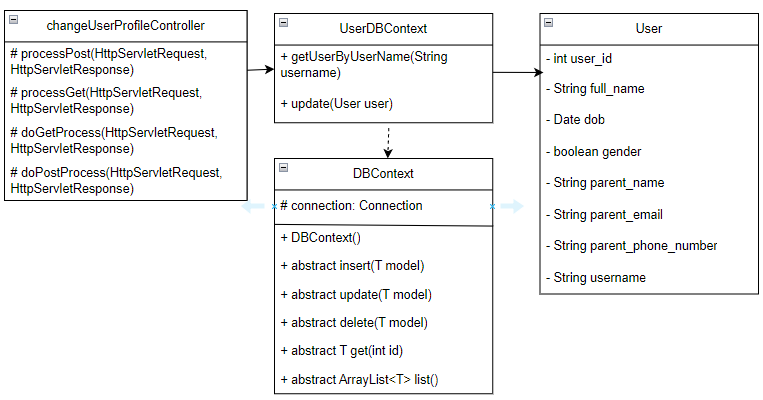 changeUserProfileController
# processPost(HttpServletRequest,
HttpServletResponse)
# processGet(HttpServletRequest,
HttpServletResponse)
# doGetProcess(HttpServletRequest,
HttpServletResponse)
# doPostProcess(HttpServletRequest,
HttpServletResponse)
UserDBContext
+ getUserByUserName(String
username)
+ update(User user)
DBContext
# connection: Connection
+ DBContext()
+ abstract insert(T model)
+ abstract update(T model)
+ abstract delete(T model)
+ abstract T get(int id)
+ abstract ArrayList<T> list()
User
- int user_id
- String full_name
- Date dob
- boolean gender
- String parent_name
- String parent_email
- String parent_phone_number
- String username